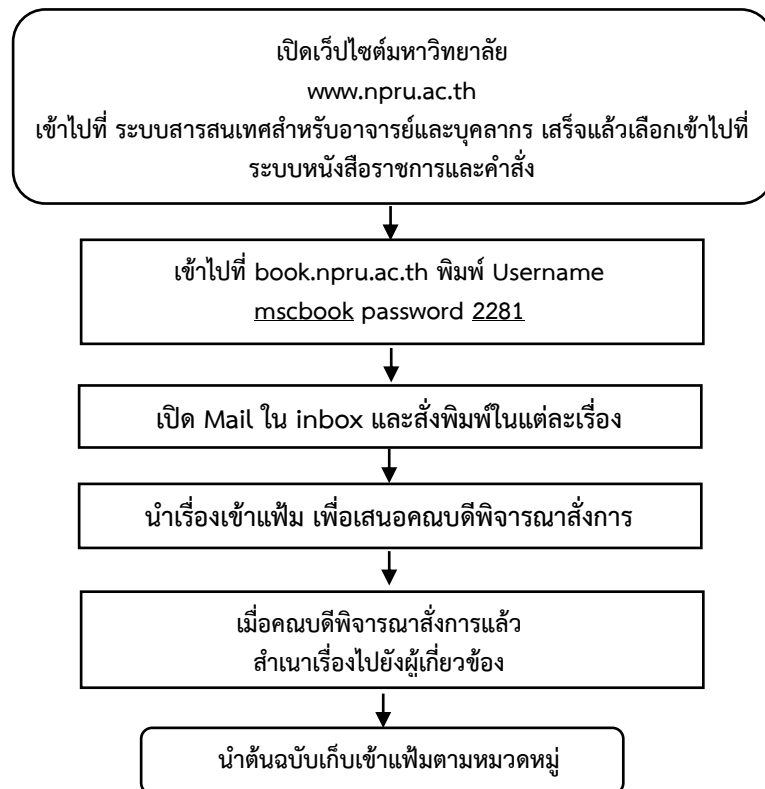 เปิดเว็ปไซต์มหาวิทยาลัย
www.npru.ac.th
เข้าไปที่ ระบบสารสนเทศสำหรับอาจารย์และบุคลากร เสร็จแล้วเลือกเข้าไปที่
ระบบหนังสือราชการและคำสั่ง
เข้าไปที่ book.npru.ac.th พิมพ์ Username
mscbook password 2281
เปิด Mail ใน inbox และสั่งพิมพ์ในแต่ละเรื่อง
นำเรื่องเข้าแฟ้ม เพื่อเสนอคณบดีพิจารณาสั่งการ
เมื่อคณบดีพิจารณาสั่งการแล้ว
สำเนาเรื่องไปยังผู้เกี่ยวข้อง
นำต้นฉบับเก็บเข้าแฟ้มตามหมวดหมู่